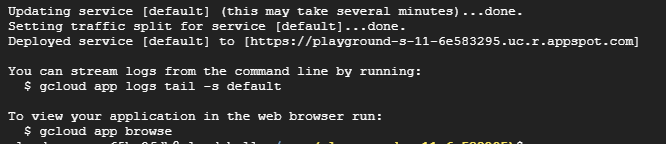 Updating service [default] (this may take several minutes)...done.
Setting traffic split for service [default]...done.
Deployed service [default] to [https://playground-s-11-6e583295.uc.r.appspot.com]
You can stream logs from the command line by running:
$ gcloud app logs tail -s default
To view your application in the web browser run:
$ gcloud app browse